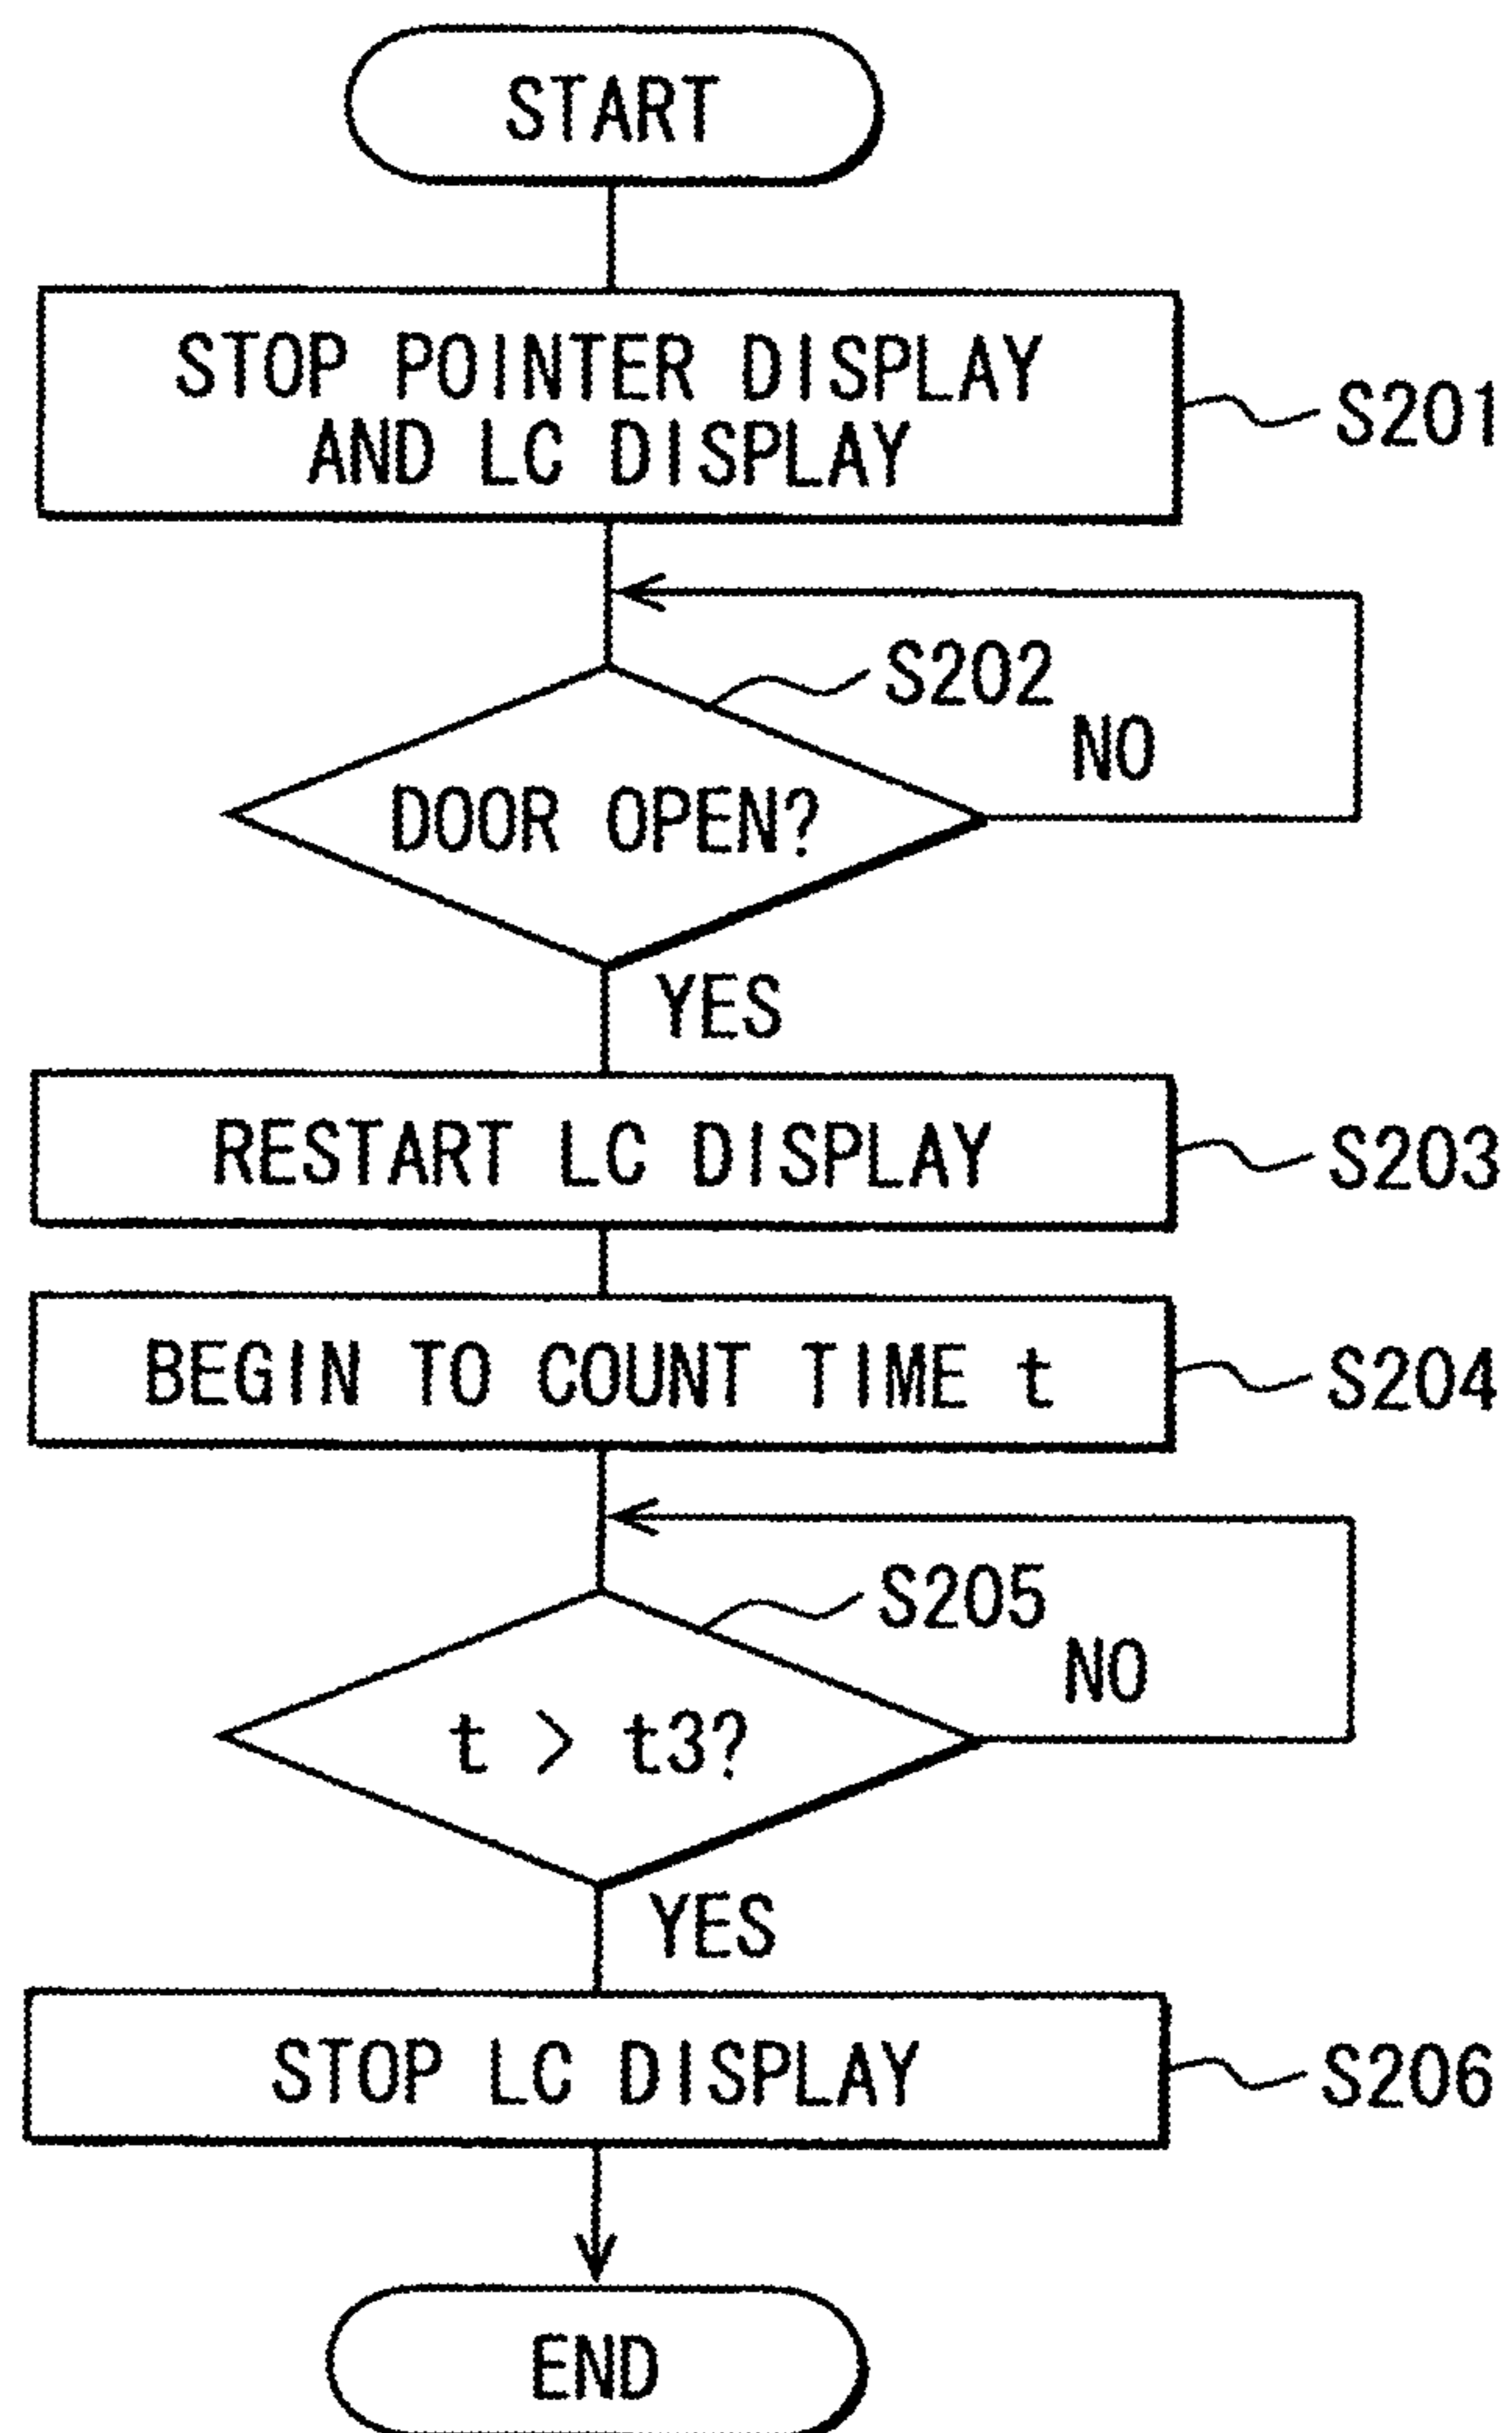 START
STOP POINTER DISPLAY
AND LC DISPLAY
S201
S202
NO
DOOR OPEN?
YES
RESTART LC DISPLAY
S203
BEGIN TO COUNT TIME t
S204
S205
NO
t > t3?
YES
STOP LC DISPLAY
S206
END